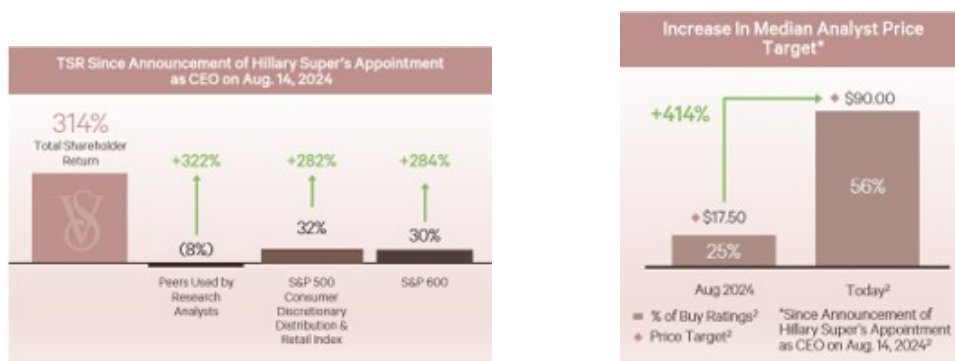 TSR Since Announcement of Hillary Super's Appointment
as CEO on Aug. 14, 2024
314%
Total Shareholder
Return
+322%
+282%
+284%
(8%)
32%
30%
Peers Used by
Research
Analysts
S&P 500
Consumer
Discretionary
Distribution &
Retail Index
S&P 600
VS
Increase In Median Analyst Price
Target*
+414%
$90.00
$17.50
56%
25%
Aug 2024
Today²
% of Buy Ratings²
Price Target²
*Since Announcement of
Hillary Super's Appointment
as CEO on Aug. 14, 2024²